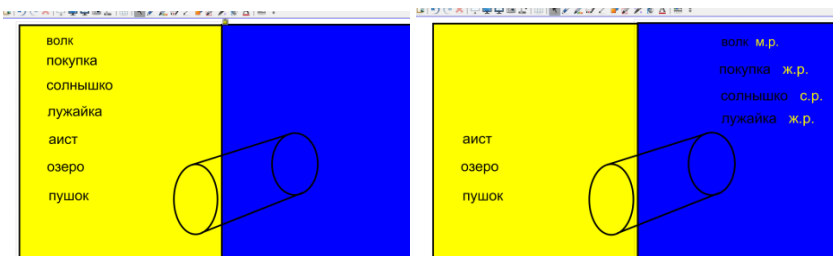 волк
покупка
солнышко
лужайка
аист
озеро
пушок
волк м.р.
покупка ж.р.
солнышко с.р.
лужайка ж.р.
аист
озеро
пушок